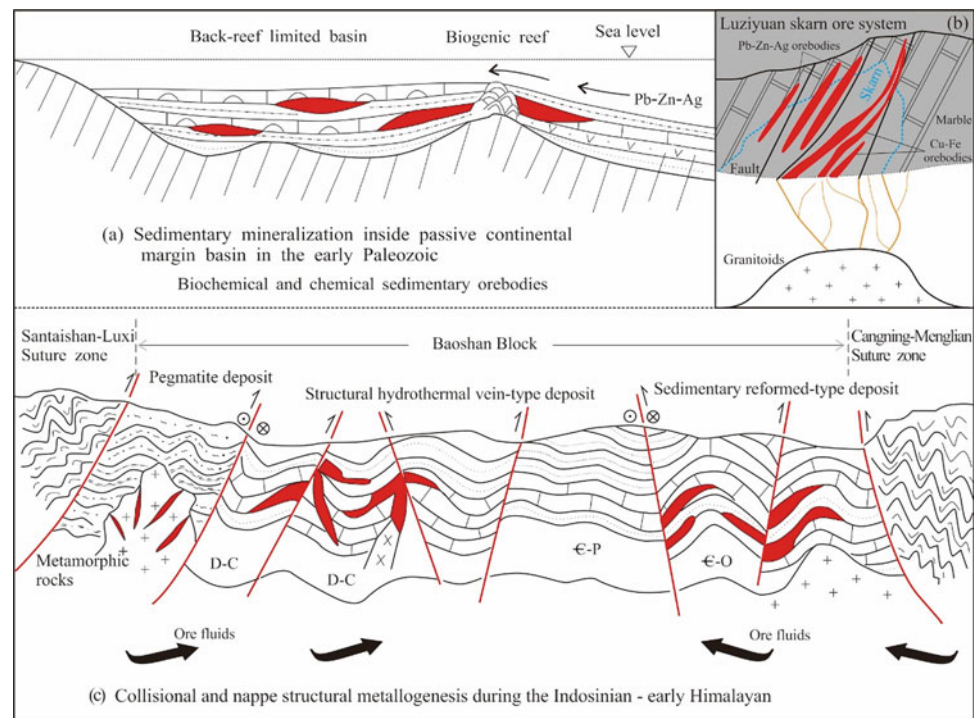 Back-reef limited basin
Biogenic reef
Sea level
Pb-Zn-Ag
(a) Sedimentary mineralization inside passive continental
margin basin in the early Paleozoic
Biochemical and chemical sedimentary orebodies
Luziyuan skarn ore system
(b)
Pb-Zn-Ag orebodies
Skarn
Marble
Cu-Fe
orebodies
Fault
Granitoids
Santaishan-Luxi
Suture zone
Baoshan Block
Cangning-Menglian
Suture zone
Pegmatite deposit
Structural hydrothermal vein-type deposit
Sedimentary reformed-type deposit
Metamorphic
rocks
D-C
D-C
Є-P
Є-O
Ore fluids
Ore fluids
(c) Collisional and nappe structural metallogenesis during the Indosinian - early Himalayan